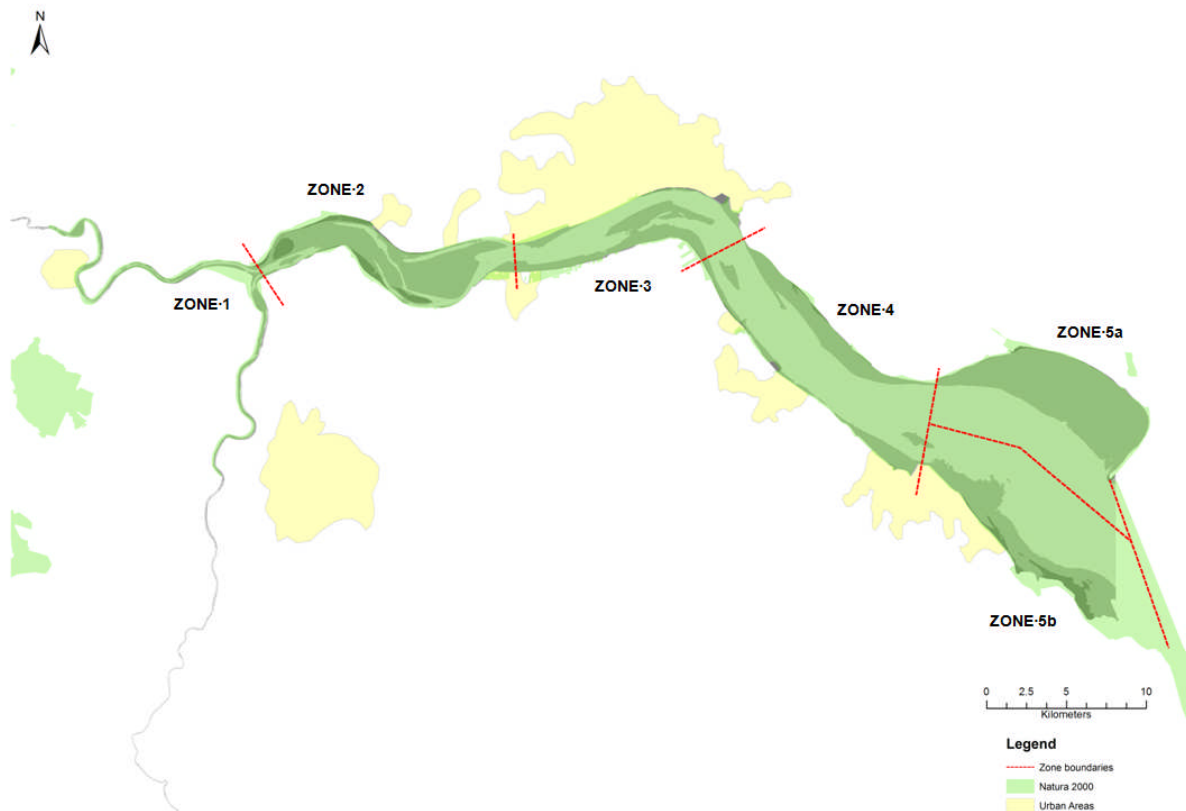 N
ZONE·2
ZONE·1
ZONE·3
ZONE·4
ZONE·5a
ZONE·5b
0 2.5 5 10
Kilometers
Legend
Zone boundaries
Natura 2000
Urban Areas